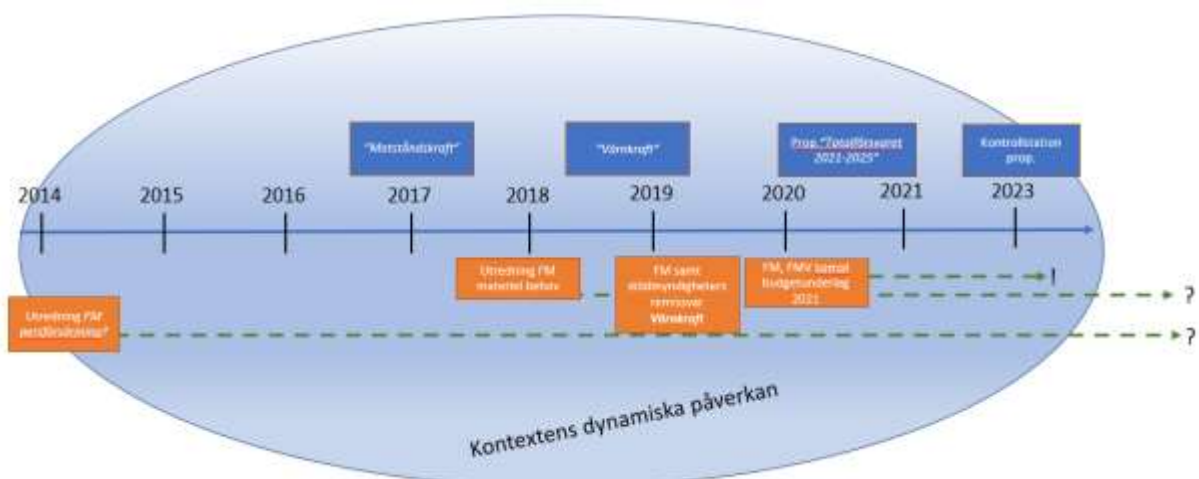 "Motståndskraft"
"Värnkraft"
Prop."Totalförsvaret
2021-2025"
Kontrollstation
prop.
2014 2015 2016 2017 2018 2019 2020 2021 2023
Utredning FM
materiel behov
FM samt
stödmyndigheters
remissvar
Värnkraft
FM, FMV samt
budgetunderlag
2021
!
?
Utredning FM
?
Kontextens dynamiska påverkan